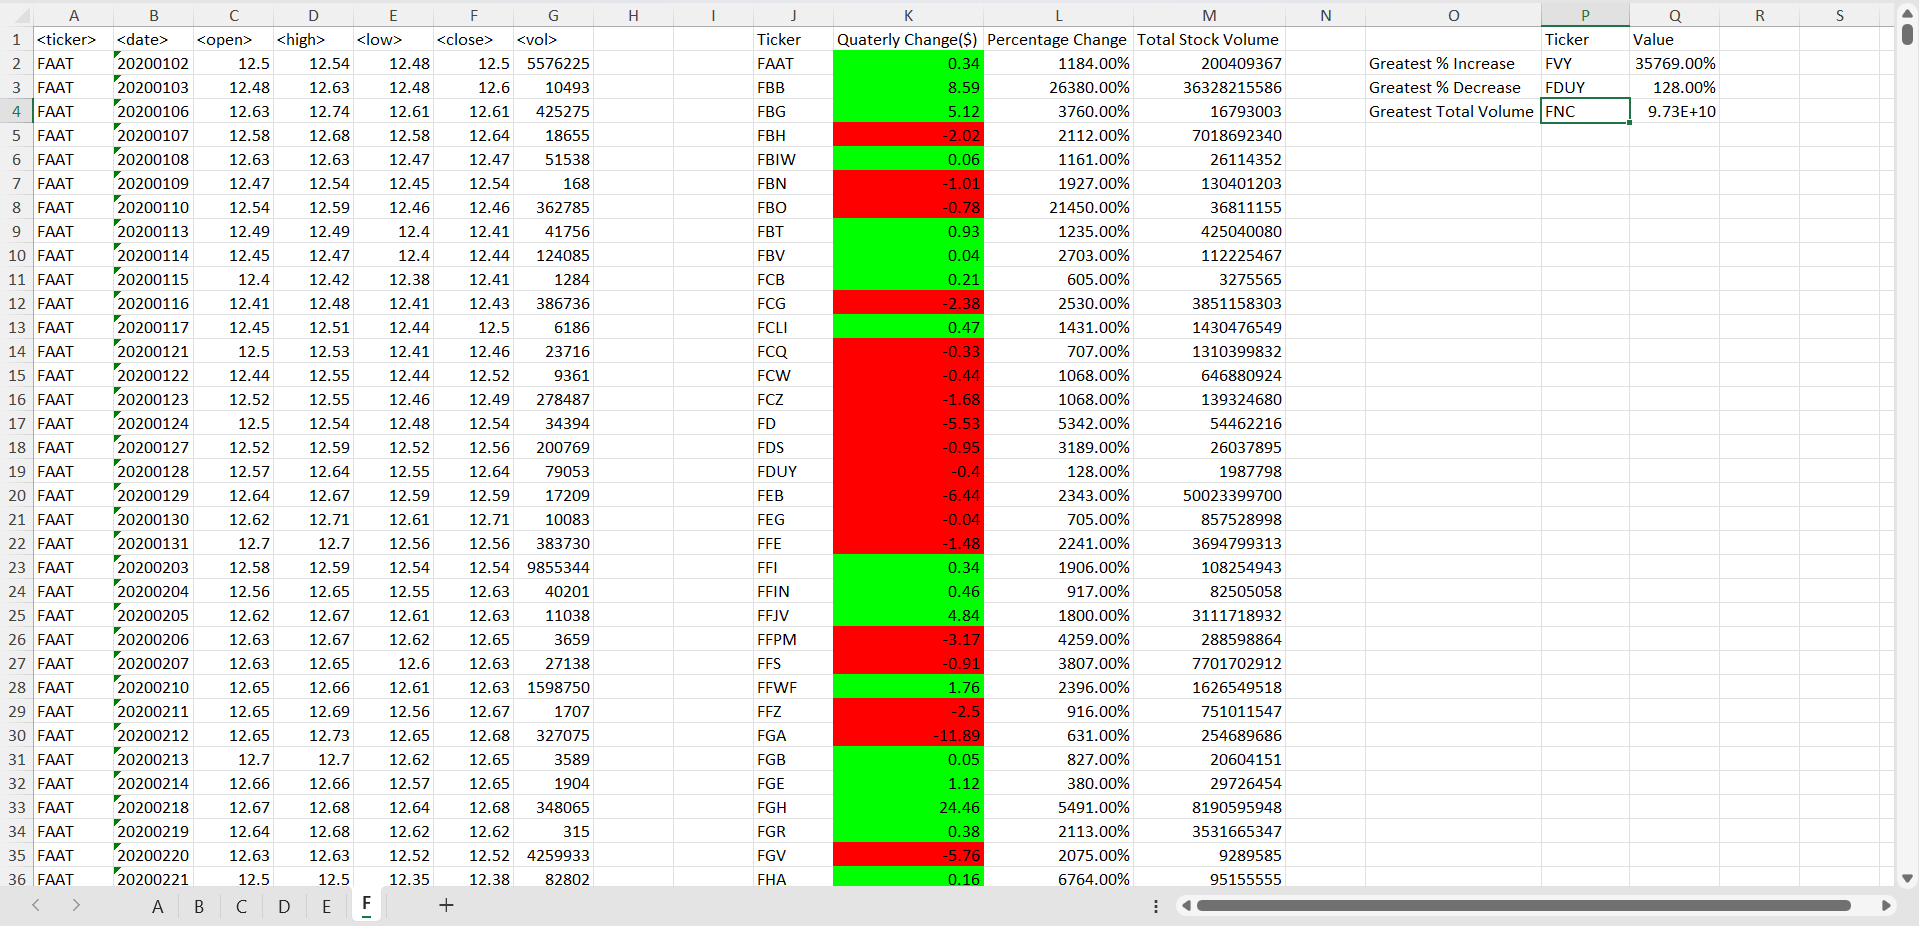 A B C D E F G H I J K L M N O P Q R S
1 <ticker> <date> <open> <high> <low> <close> <vol> Ticker Quaterly Change($) Percentage Change Total Stock Volume Ticker Value
2 FAAT 20200102 12.5 12.54 12.48 12.5 5576225 FAAT 0.34 1184.00% 200409367 Greatest % Increase FVY 35769.00%
3 FAAT 20200103 12.48 12.63 12.48 12.6 10493 FBB 8.59 26380.00% 36328215586 Greatest % Decrease FDUY 128.00%
4 FAAT 20200106 12.63 12.74 12.61 12.61 425275 FBG 5.12 3760.00% 16793003 Greatest Total Volume FNC 9.73E+10
5 FAAT 20200107 12.58 12.68 12.58 12.64 18655 FBH -2.02 2112.00% 7018692340
6 FAAT 20200108 12.63 12.63 12.47 12.47 51538 FBIW 0.06 1161.00% 26114352
7 FAAT 20200109 12.47 12.54 12.45 12.54 168 FBN -1.01 1927.00% 130401203
8 FAAT 20200110 12.54 12.59 12.46 12.46 362785 FBO -0.78 21450.00% 36811155
9 FAAT 20200113 12.49 12.49 12.4 12.41 41756 FBT 0.93 1235.00% 425040080
10 FAAT 20200114 12.45 12.47 12.4 12.44 124085 FBV 0.04 2703.00% 112225467
11 FAAT 20200115 12.4 12.42 12.38 12.41 1284 FCB 0.21 605.00% 3275565
12 FAAT 20200116 12.41 12.48 12.41 12.43 386736 FCG -2.38 2530.00% 3851158303
13 FAAT 20200117 12.45 12.51 12.44 12.5 6186 FCLI 0.47 1431.00% 1430476549
14 FAAT 20200121 12.5 12.53 12.41 12.46 23716 FCQ -0.33 707.00% 1310399832
15 FAAT 20200122 12.44 12.55 12.44 12.52 9361 FCW -0.44 1068.00% 646880924
16 FAAT 20200123 12.52 12.55 12.46 12.49 278487 FCZ -1.68 1068.00% 139324680
17 FAAT 20200124 12.5 12.54 12.48 12.54 34394 FD -5.53 5342.00% 54462216
18 FAAT 20200127 12.52 12.59 12.52 12.56 200769 FDS -0.95 3189.00% 26037895
19 FAAT 20200128 12.57 12.64 12.55 12.64 79053 FDUY -0.4 128.00% 1987798
20 FAAT 20200129 12.64 12.67 12.59 12.59 17209 FEB -6.44 2343.00% 50023399700
21 FAAT 20200130 12.62 12.71 12.61 12.71 10083 FEG -0.04 705.00% 857528998
22 FAAT 20200131 12.7 12.7 12.56 12.56 383730 FFE -1.48 2241.00% 3694799313
23 FAAT 20200203 12.58 12.59 12.54 12.54 9855344 FFI 0.34 1906.00% 108254943
24 FAAT 20200204 12.56 12.65 12.55 12.63 40201 FFIN 0.46 917.00% 82505058
25 FAAT 20200205 12.62 12.67 12.61 12.63 11038 FFJV 4.84 1800.00% 3111718932
26 FAAT 20200206 12.63 12.67 12.62 12.65 3659 FFPM -3.17 4259.00% 288598864
27 FAAT 20200207 12.63 12.65 12.6 12.63 27138 FFS -0.91 3807.00% 7701702912
28 FAAT 20200210 12.65 12.66 12.61 12.63 1598750 FFWF 1.76 2396.00% 1626549518
29 FAAT 20200211 12.65 12.69 12.56 12.67 1707 FFZ -2.5 916.00% 751011547
30 FAAT 20200212 12.65 12.73 12.65 12.68 327075 FGA -11.89 631.00% 254689686
31 FAAT 20200213 12.7 12.7 12.62 12.65 3589 FGB 0.05 827.00% 20604151
32 FAAT 20200214 12.66 12.66 12.57 12.65 1904 FGE 1.12 380.00% 29726454
33 FAAT 20200218 12.67 12.68 12.64 12.68 348065 FGH 24.46 5491.00% 8190595948
34 FAAT 20200219 12.64 12.68 12.62 12.62 315 FGR 0.38 2113.00% 3531665347
35 FAAT 20200220 12.63 12.63 12.52 12.52 4259933 FGV -5.76 2075.00% 9289585
36 FAAT 20200221 12.5 12.5 12.35 12.38 82802 FHA 0.16 6764.00% 95155555
A B C D E F +